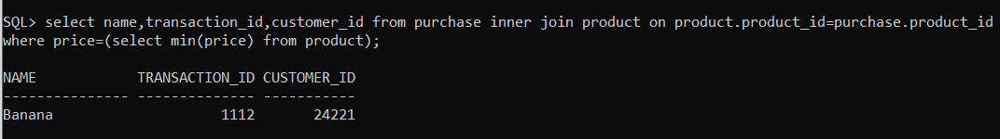 SQL> select name,transaction_id,customer_id from purchase inner join product on product.product_id=purchase.product_id
where price=(select min(price) from product);
NAME            TRANSACTION_ID CUSTOMER_ID
--------------- -------------- -----------
Banana                    1112       24221